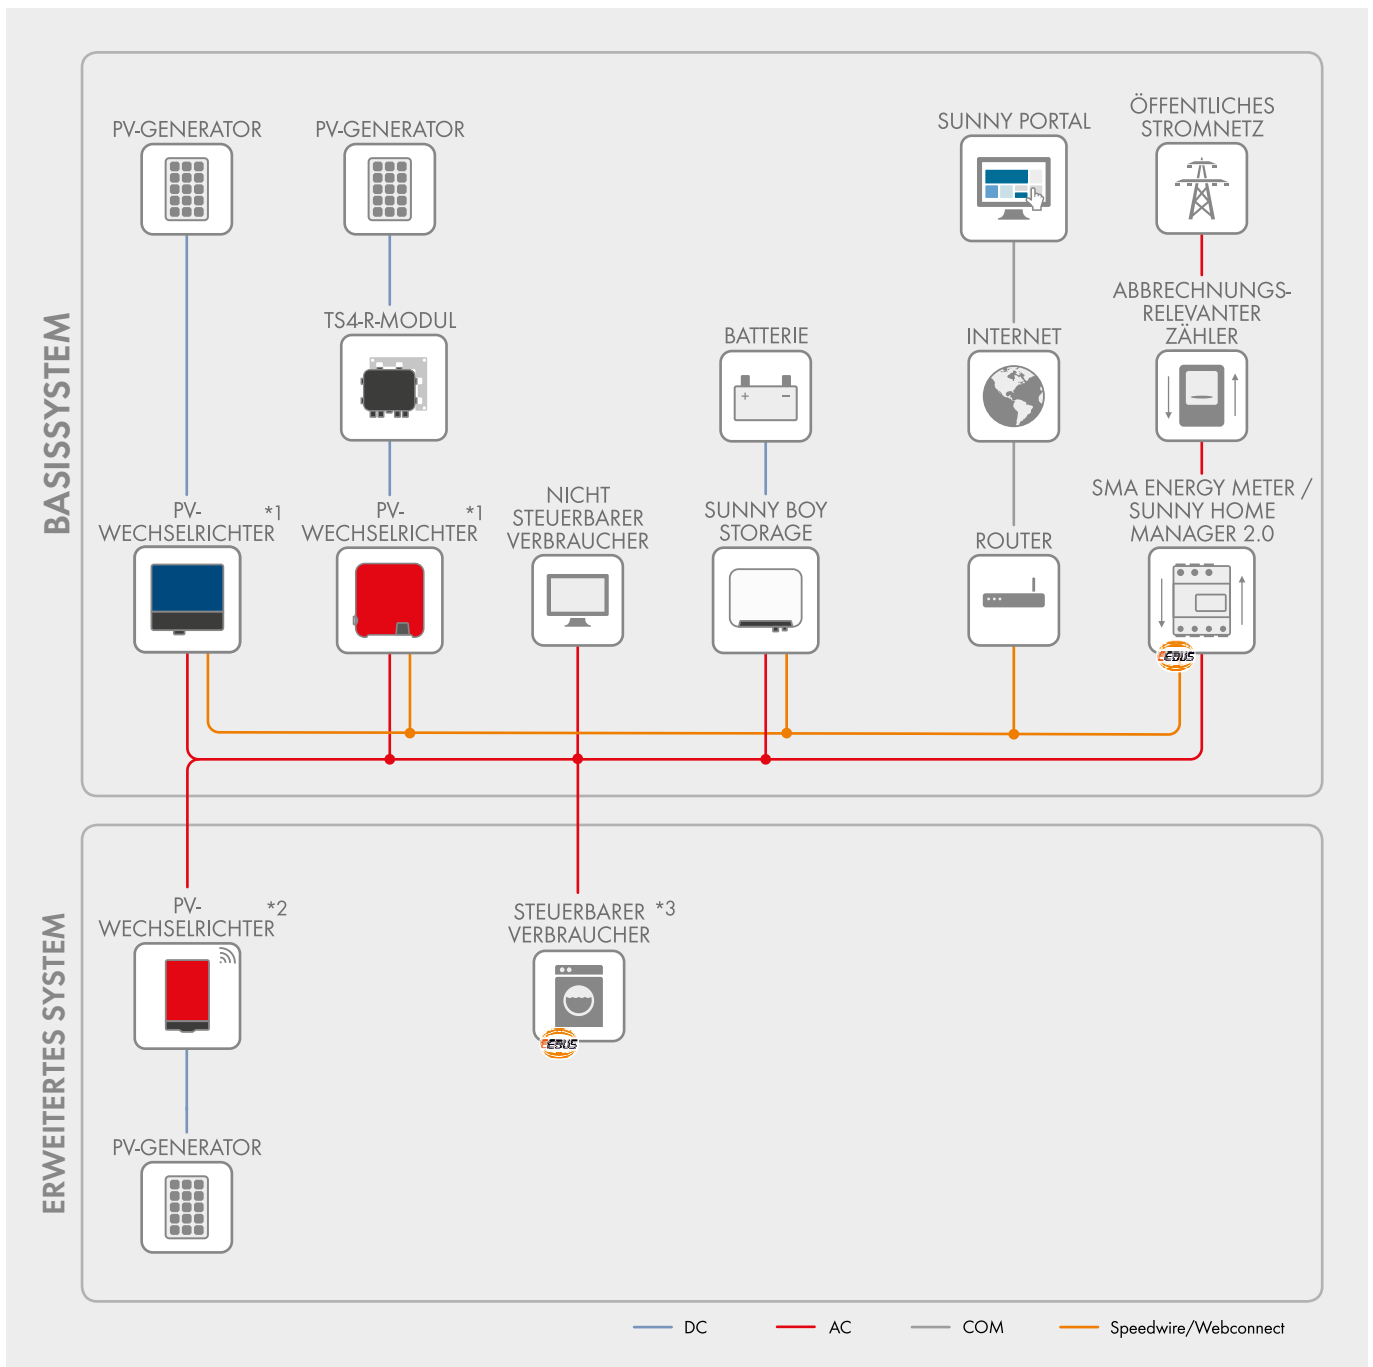 BASISSYSTEM
PV-GENERATOR
PV-GENERATOR
SUNNY PORTAL
ÖFFENTLICHES
STROMNETZ
TS4-R-MODUL
BATTERIE
INTERNET
ABBRECHNUNGS-
RELEVANTER
ZÄHLER
PV-
WECHSELRICHTER *1
PV-
WECHSELRICHTER *1
NICHT
STEUERBARER
VERBRAUCHER
SUNNY BOY
STORAGE
ROUTER
SMA ENERGY METER /
SUNNY HOME
MANAGER 2.0
EEBUS
ERWEITERTES SYSTEM
PV-
WECHSELRICHTER *2
STEUERBARER *3
VERBRAUCHER
EEBUS
PV-GENERATOR
DC
AC
COM
Speedwire/Webconnect